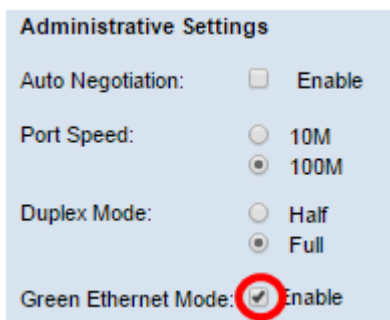 Administrative Settings
Auto Negotiation: Enable
Port Speed: 10M
100M
Duplex Mode: Half
Full
Green Ethernet Mode: Enable